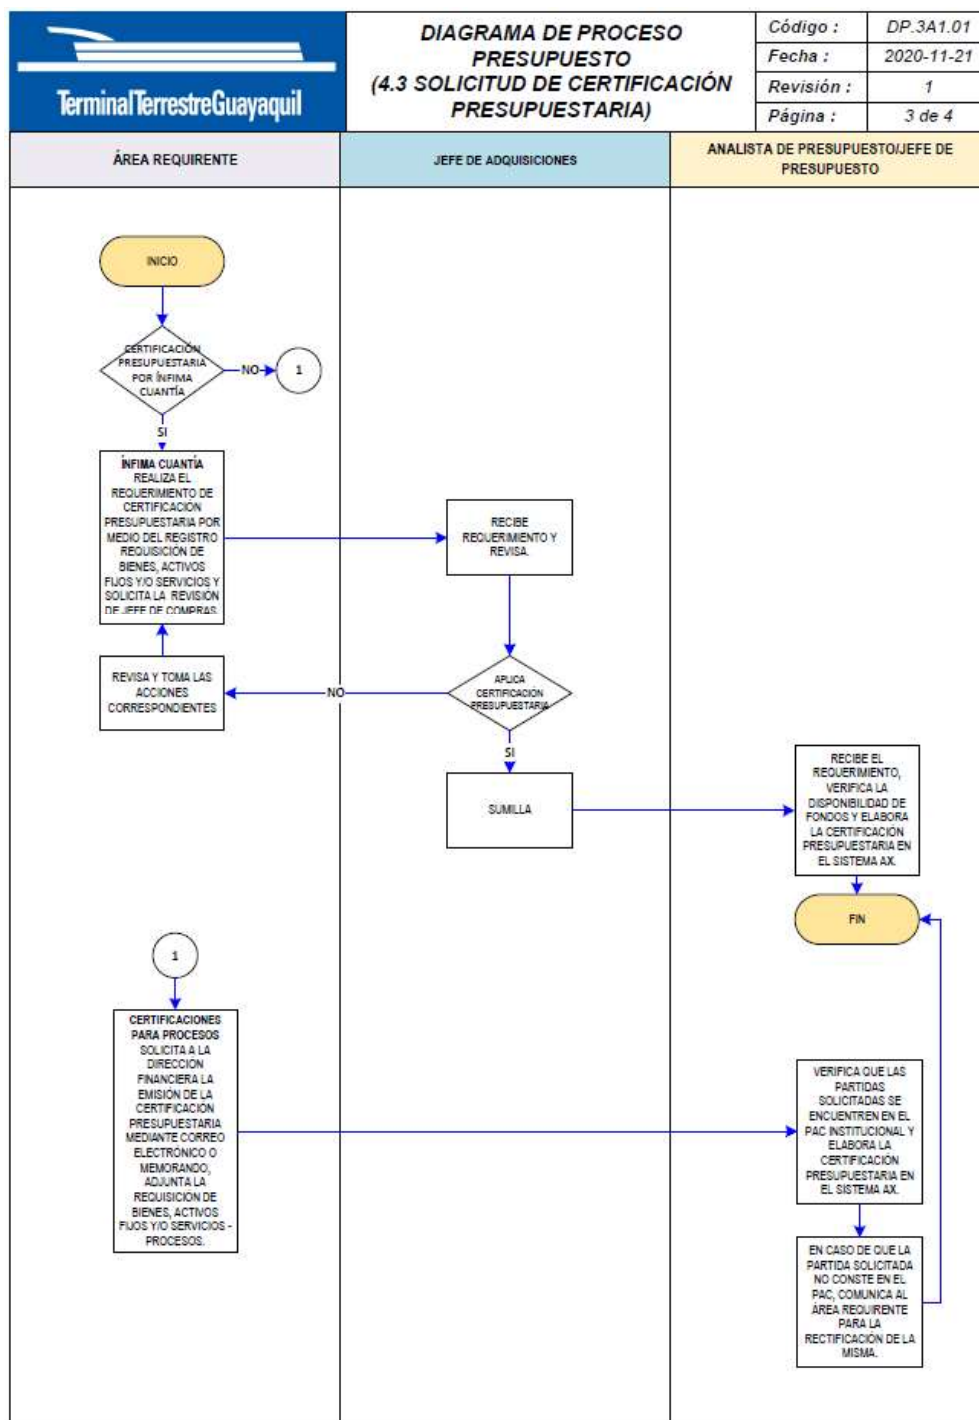 TerminalTerrestreGuayaquil
DIAGRAMA DE PROCESO
PRESUPUESTO
(4.3 SOLICITUD DE CERTIFICACIÓN
PRESUPUESTARIA)
Código : DP.3A1.01
Fecha : 2020-11-21
Revisión : 1
Página : 3 de 4
ÁREA REQUIRENTE
JEFE DE ADQUISICIONES
ANALISTA DE PRESUPUESTO/JEFE DE
PRESUPUESTO
INICIO
CERTIFICACIÓN
PRESUPUESTARIA
POR ÍNFIMA
CUANTÍA
NO
1
SI
ÍNFIMA CUANTÍA
REALIZA EL
REQUERIMIENTO DE
CERTIFICACIÓN
PRESUPUESTARIA POR
MEDIO DEL REGISTRO
REQUISICIÓN DE
BIENES, ACTIVOS
FIJOS Y/O SERVICIOS Y
SOLICITA LA REVISIÓN
DE JEFE DE COMPRAS.
RECIBE
REQUERIMIENTO Y
REVISA.
REVISA Y TOMA LAS
ACCIONES
CORRESPONDIENTES
NO
APLICA
CERTIFICACIÓN
PRESUPUESTARIA
SI
SUMILLA
RECIBE EL
REQUERIMIENTO,
VERIFICA LA
DISPONIBILIDAD DE
FONDOS Y ELABORA
LA CERTIFICACIÓN
PRESUPUESTARIA EN
EL SISTEMA AX.
FIN
1
CERTIFICACIONES
PARA PROCESOS
SOLICITA A LA
DIRECCION
FINANCIERA LA
EMISIÓN DE LA
CERTIFICACION
PRESUPUESTARIA
MEDIANTE CORREO
ELECTRÓNICO O
MEMORANDO,
ADJUNTA LA
REQUISICIÓN DE
BIENES, ACTIVOS
FIJOS Y/O SERVICIOS -
PROCESOS.
VERIFICA QUE LAS
PARTIDAS
SOLICITADAS SE
ENCUENTREN EN EL
PAC INSTITUCIONAL Y
ELABORA LA
CERTIFICACIÓN
PRESUPUESTARIA EN
EL SISTEMA AX.
EN CASO DE QUE LA
PARTIDA SOLICITADA
NO CONSTE EN EL
PAC, COMUNICA AL
ÁREA REQUIRENTE
PARA LA
RECTIFICACIÓN DE LA
MISMA.